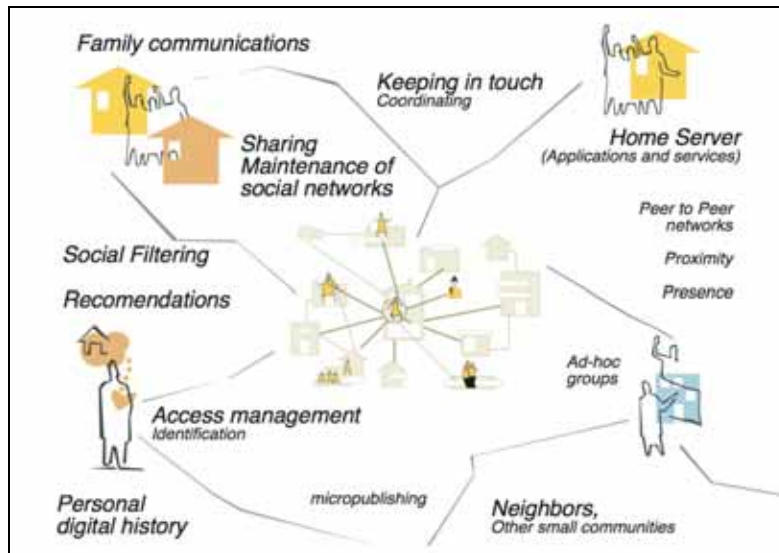 Family communications
Keeping in touch
Coordinating
Sharing
Maintenance of
social networks
Home Server
(Applications and services)
Peer to Peer
networks
Proximity
Presence
Social Filtering
Recomendations
Ad-hoc
groups
Access management
Identification
Personal
digital history
micropublishing
Neighbors,
Other small communities